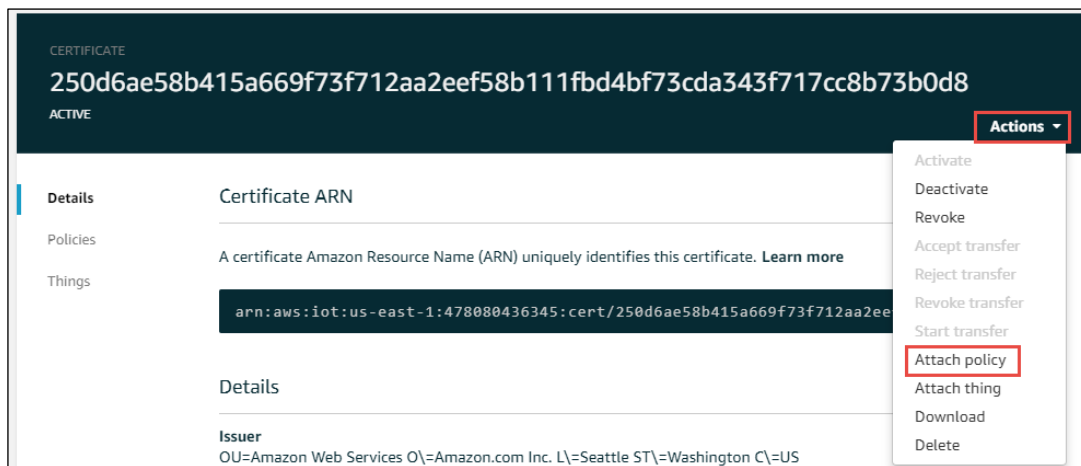 CERTIFICATE
250d6ae58b415a669f73f712aa2eef58b111fbd4bf73cda343f717cc8b73b0d8
ACTIVE
Actions
Activate
Deactivate
Revoke
Accept transfer
Reject transfer
Revoke transfer
Start transfer
Attach policy
Attach thing
Download
Delete
Details
Policies
Things
Certificate ARN
A certificate Amazon Resource Name (ARN) uniquely identifies this certificate. Learn more
arn:aws:iot:us-east-1:478080436345:cert/250d6ae58b415a669f73f712aa2ee
Details
Issuer
OU=Amazon Web Services O\=Amazon.com Inc. L\=Seattle ST\=Washington C\=US